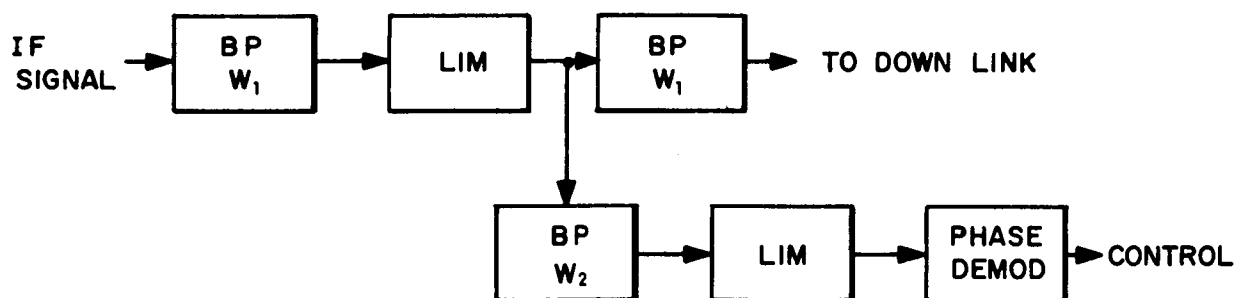 IF
SIGNAL
BP
W₁
LIM
BP
W₁
TO DOWN LINK
BP
W₂
LIM
PHASE
DEMOD
CONTROL